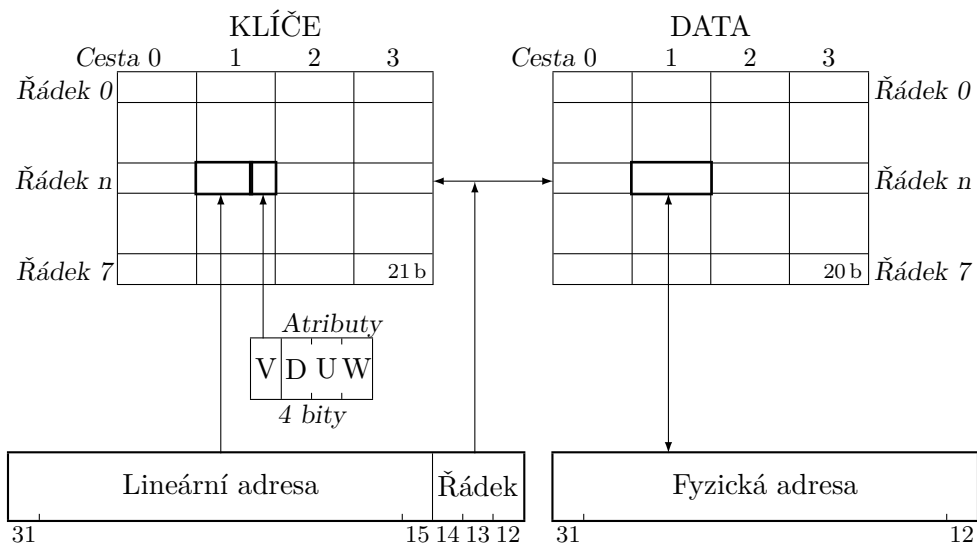 KLÍČE DATA
Cesta 0 1 2 3 Cesta 0 1 2 3
Řádek 0 Řádek 0
Řádek n Řádek n
Řádek 7 21 b 20 b Řádek 7
Atributy
V D U W
4 bity
Lineární adresa Řádek Fyzická adresa
31 15 14 13 12 31 12